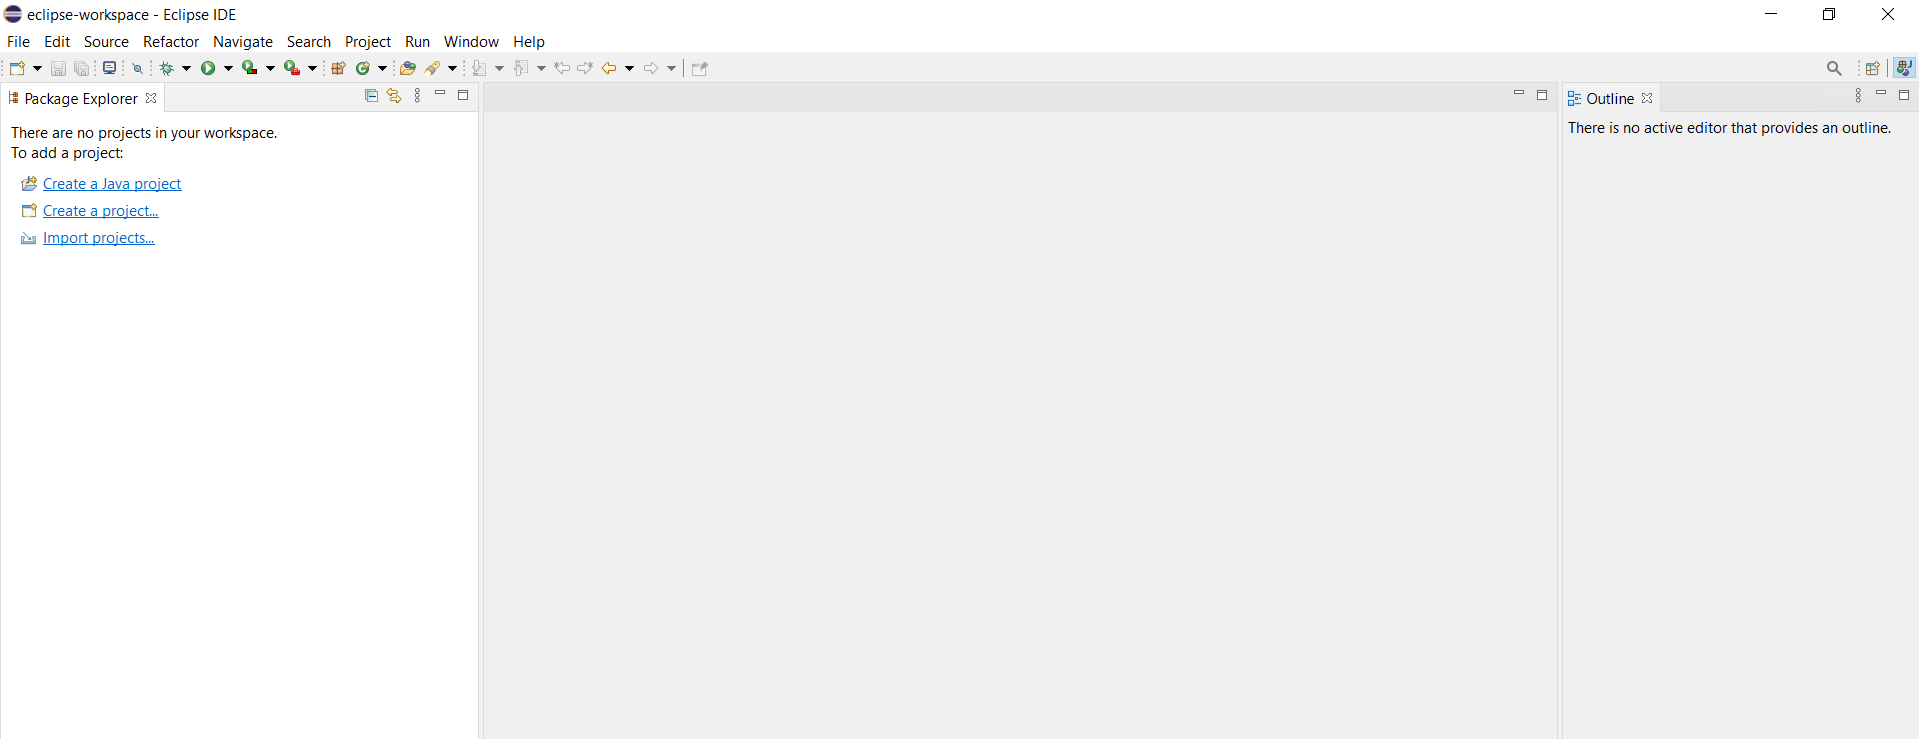 eclipse-workspace - Eclipse IDE
File Edit Source Refactor Navigate Search Project Run Window Help
Package Explorer
There are no projects in your workspace.
To add a project:
Create a Java project
Create a project...
Import projects...
Outline
There is no active editor that provides an outline.